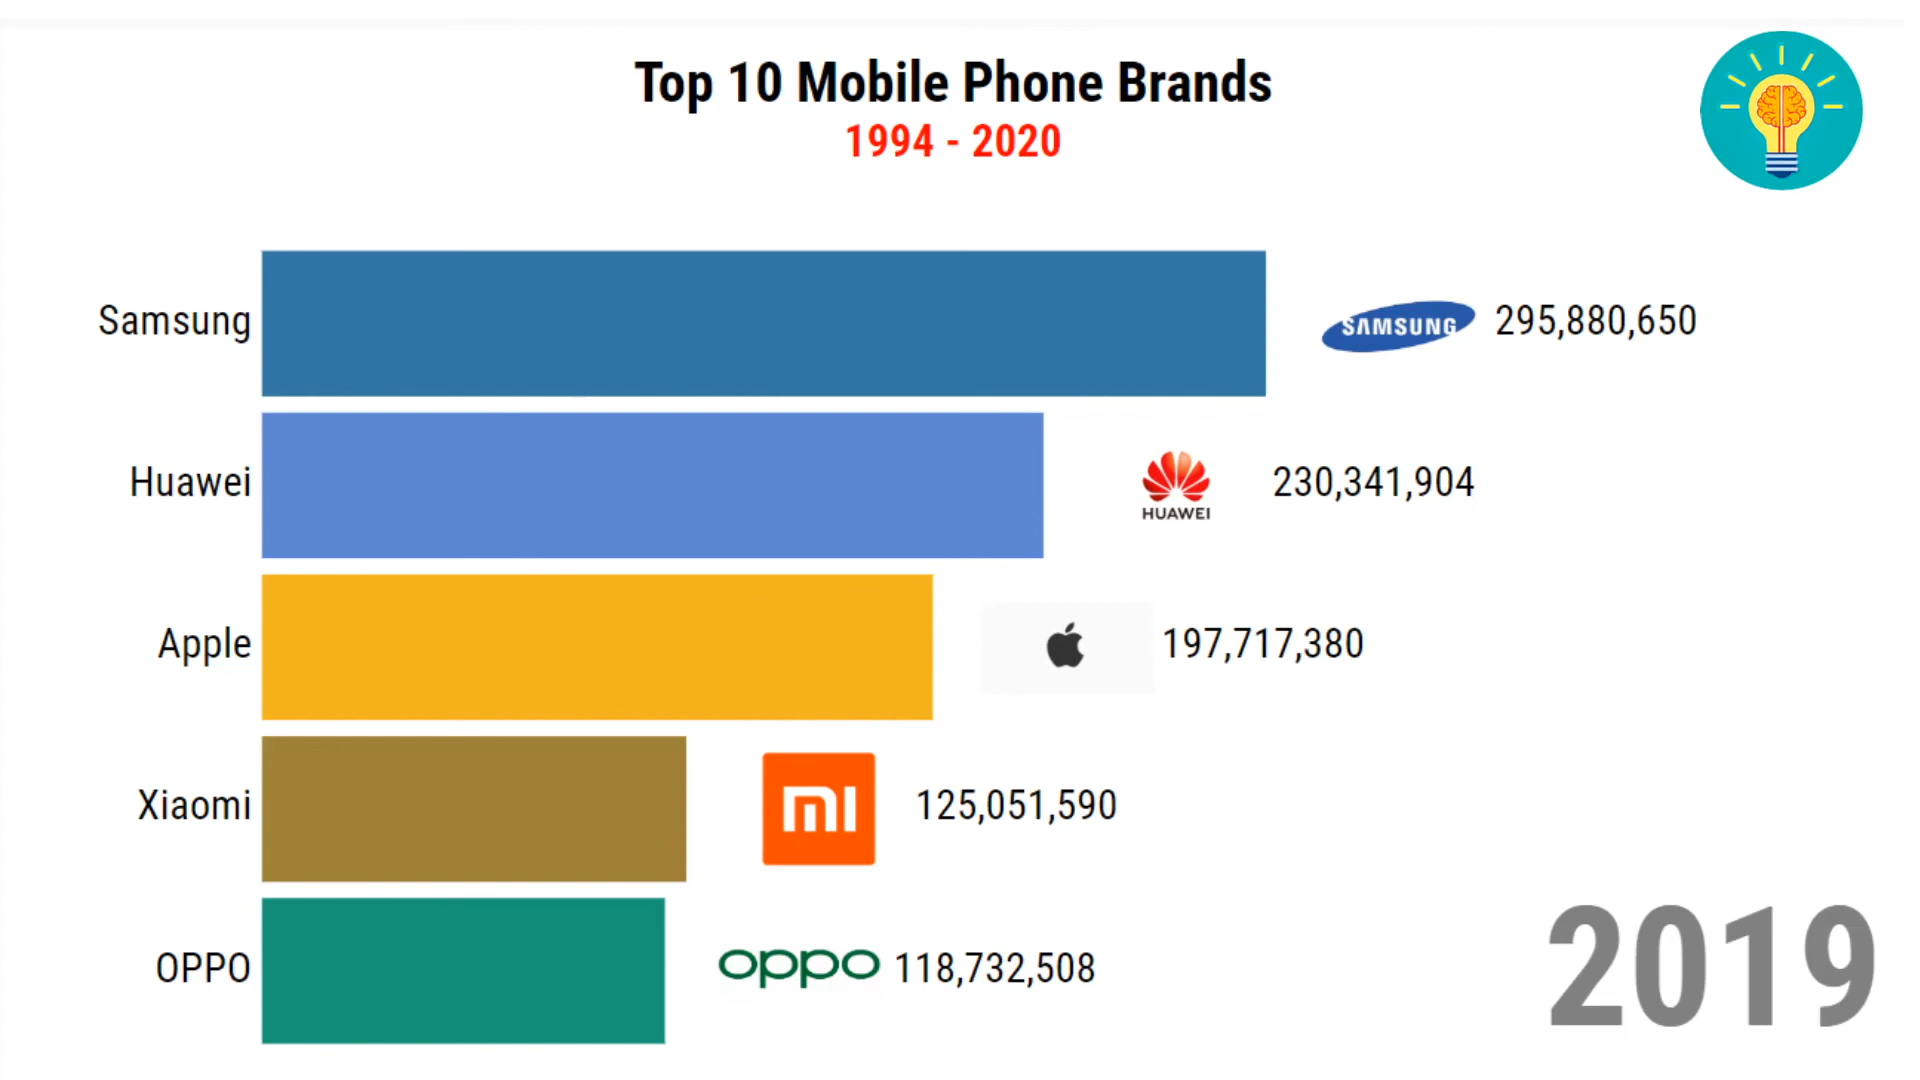 Top 10 Mobile Phone Brands
1994 - 2020
Samsung SAMSUNG 295,880,650
Huawei HUAWEI 230,341,904
Apple 197,717,380
Xiaomi mi 125,051,590
OPPO oppo 118,732,508
2019